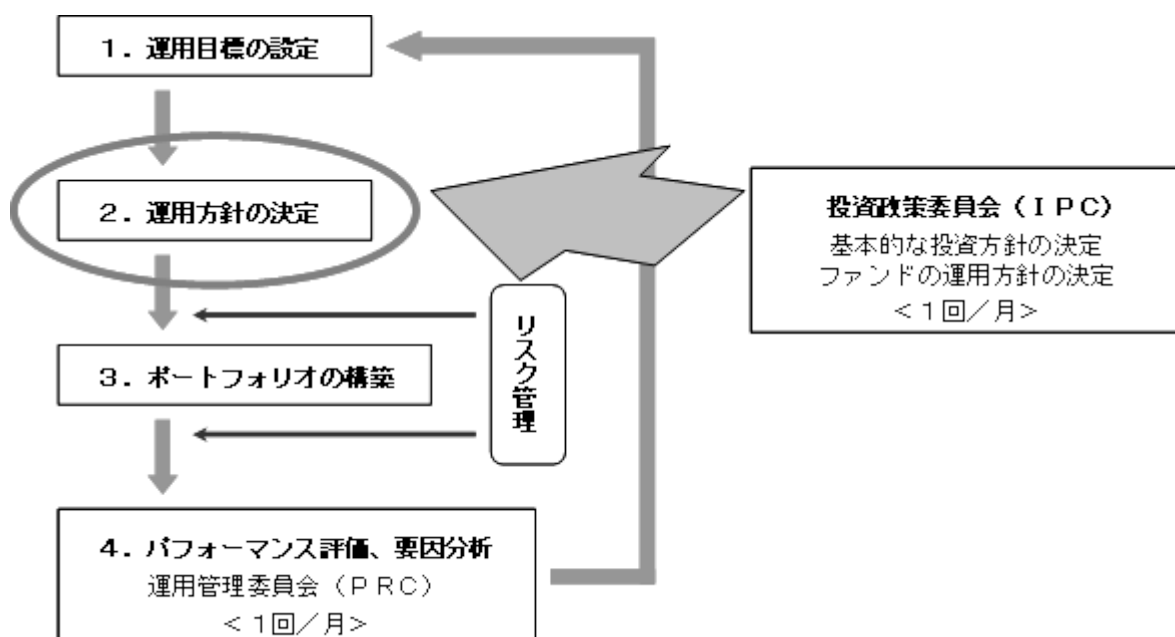 １．運用目標の設定
２．運用方針の決定
３．ポートフォリオの構築
４．パフォーマンス評価、要因分析
運用管理委員会（ＰＲＣ）
＜１回／月＞
リスク管理
投資政策委員会（ＩＰＣ）
基本的な投資方針の決定
ファンドの運用方針の決定
＜１回／月＞